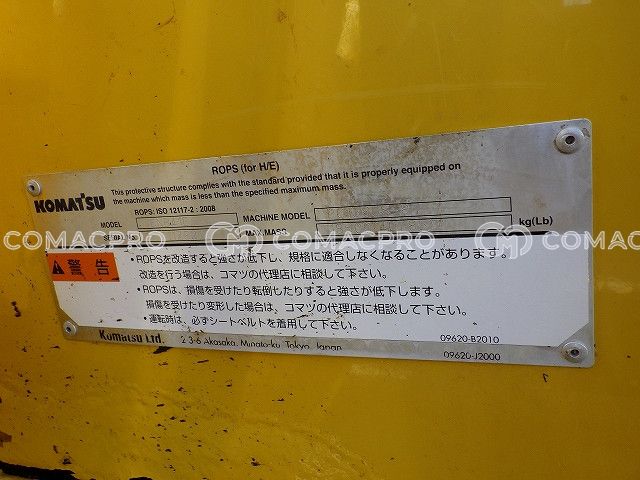 ROPS (for H/E)
This protective structure complies with the standard provided that it is properly equipped on
the machine which mass is less than the specified maximum mass.
KOMATSU
ROPS: ISO 12117-2 : 2008
MODEL
MACHINE MODEL
SERIAL NO
MAX.MASS
kg(Lb)
COMACPRO COMACPRO COMACPRO
警告
・ROPSを改造すると強さが低下し、規格に適合しなくなることがあります。
改造を行う場合は、コマツの代理店に相談して下さい。
・ROPSは、損傷を受けたり転倒したりすると強さが低下します。
損傷を受けたり変形した場合は、コマツの代理店に相談して下さい。
・運転時は、必ずシートベルトを着用して下さい。
Komatsu Ltd.
2-3-6 Akasaka, Minato-ku, Tokyo, Japan
09620-B2010
09620-J2000